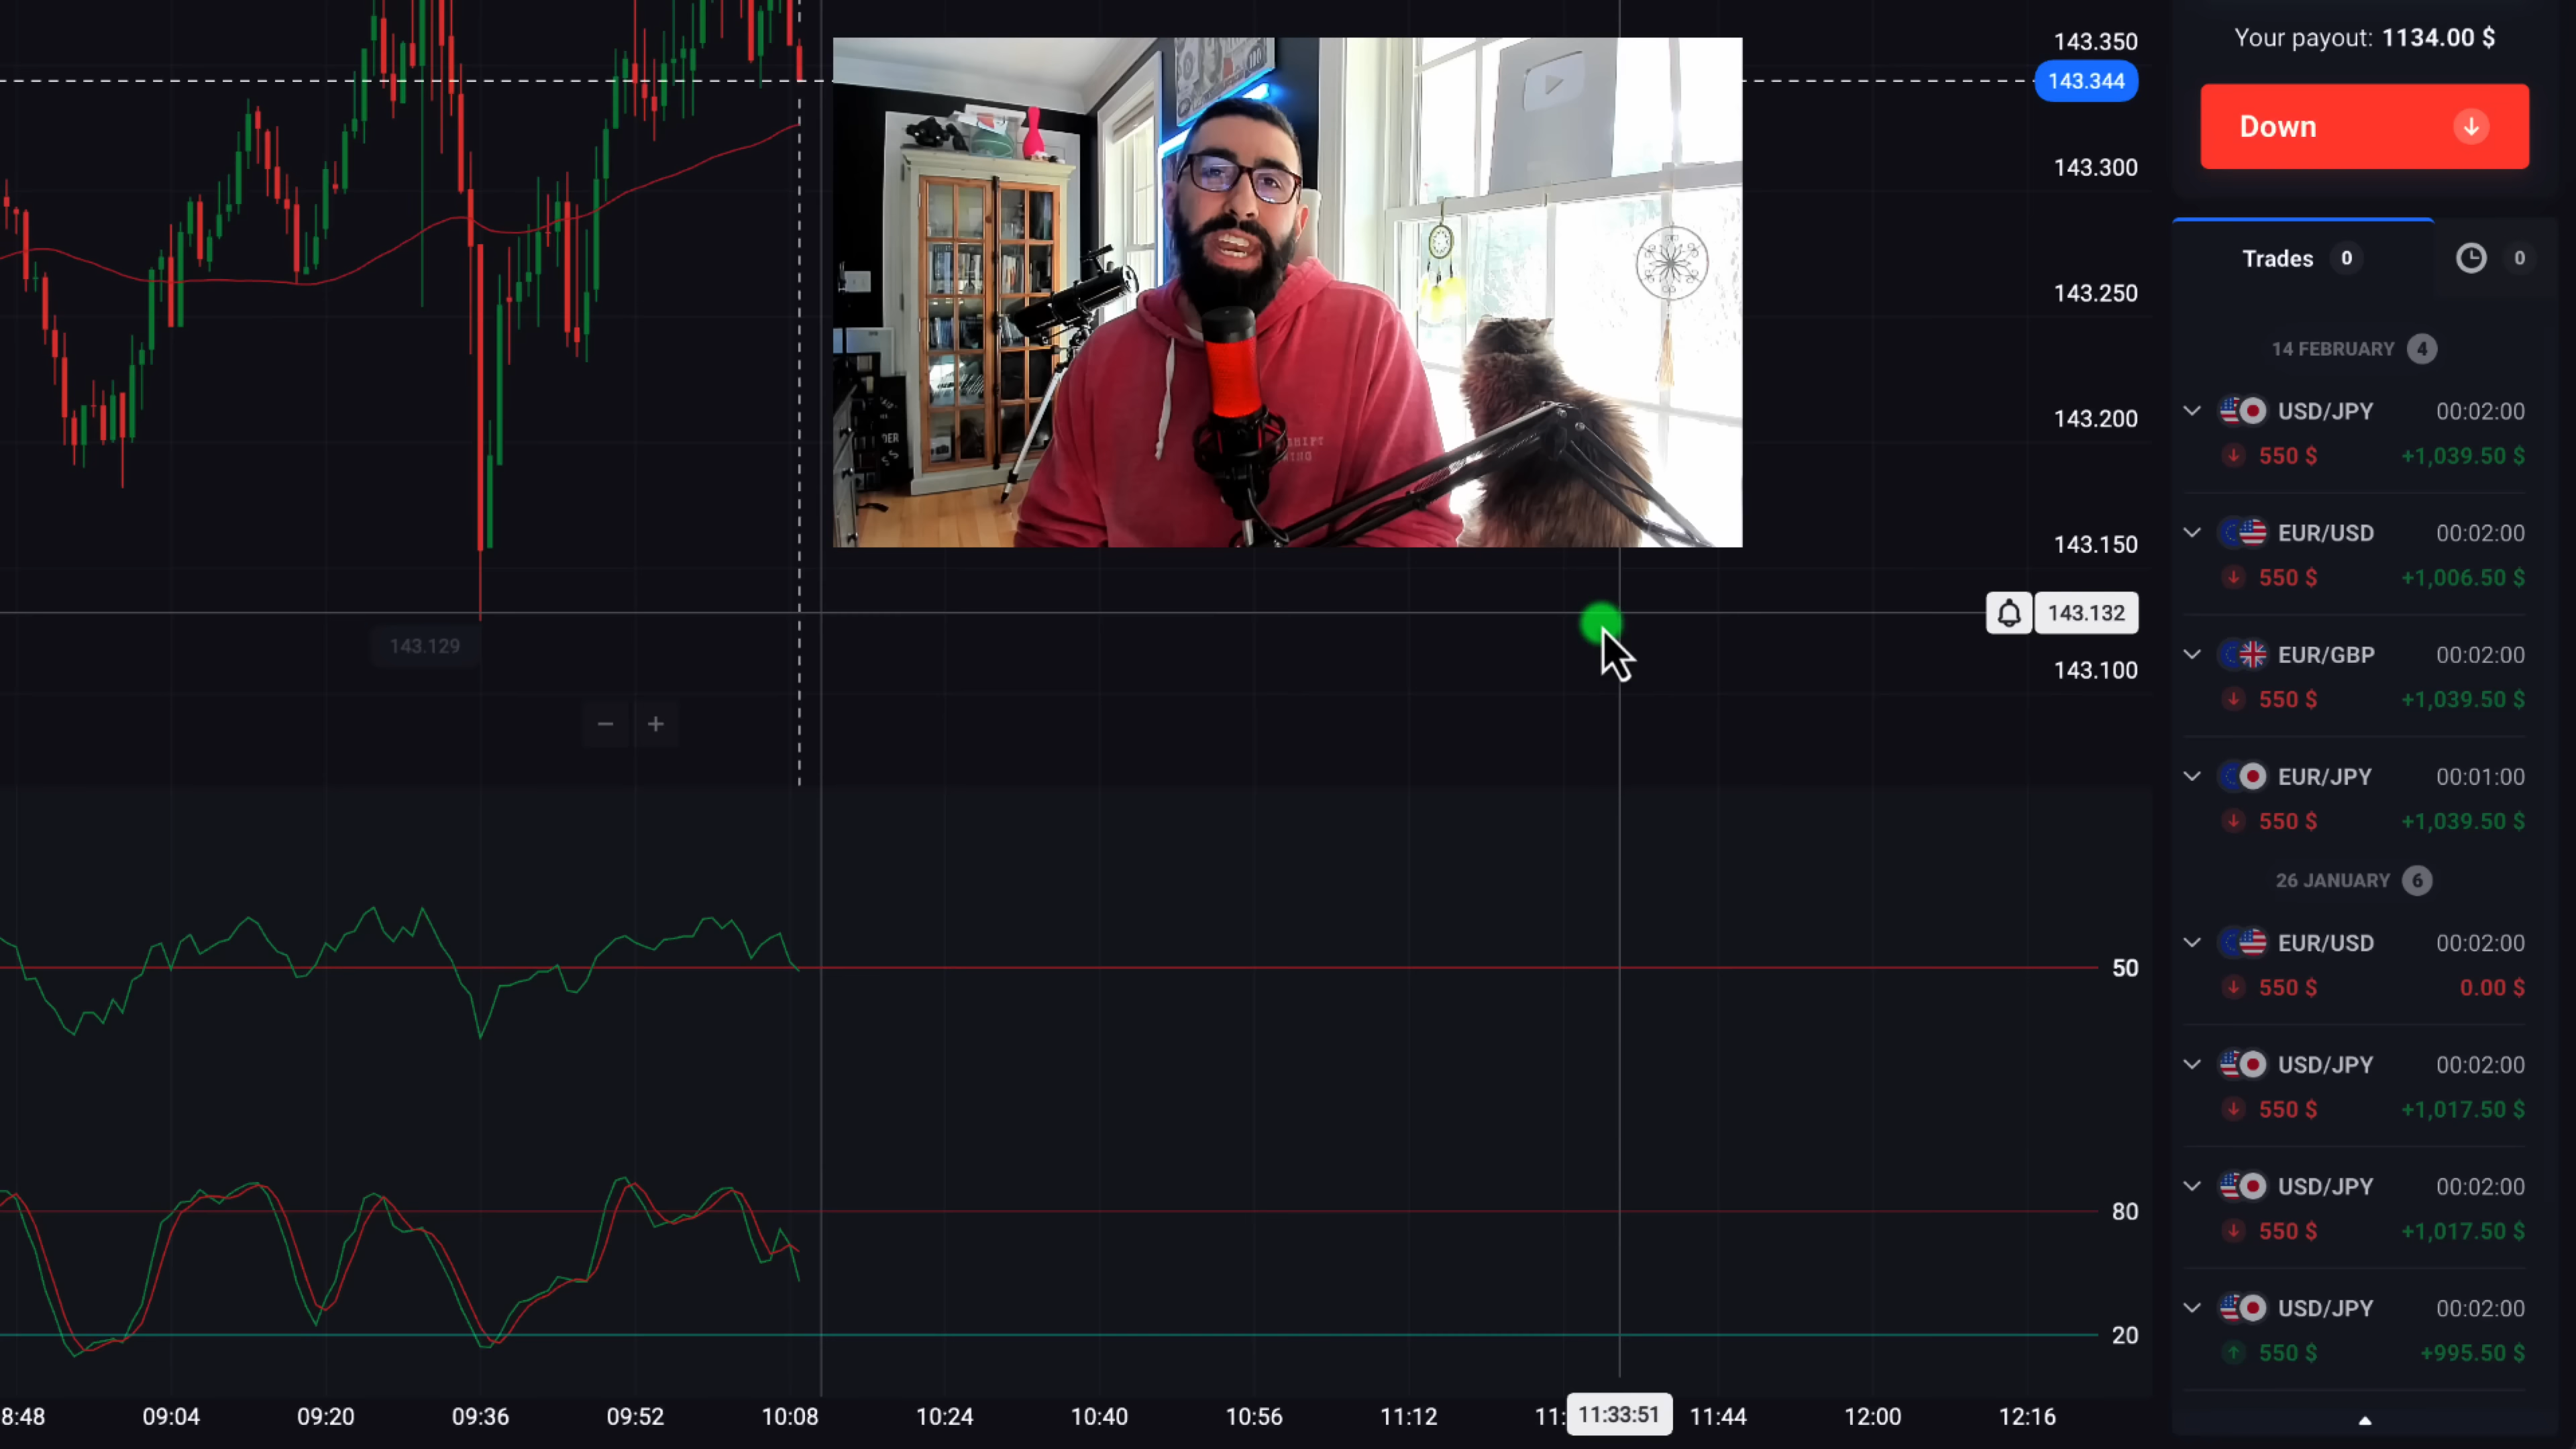 143.350
143.344
143.300
143.250
143.200
143.150
143.132
143.100
143.129
− +
50
80
20
8:48 09:04 09:20 09:36 09:52 10:08 10:24 10:40 10:56 11:12 11: 11:33:51 11:44 12:00 12:16
Your payout: 1134.00 $
Down
Trades 0 0
14 FEBRUARY 4
USD/JPY 00:02:00
550 $ +1,039.50 $
EUR/USD 00:02:00
550 $ +1,006.50 $
EUR/GBP 00:02:00
550 $ +1,039.50 $
EUR/JPY 00:01:00
550 $ +1,039.50 $
26 JANUARY 6
EUR/USD 00:02:00
550 $ 0.00 $
USD/JPY 00:02:00
550 $ +1,017.50 $
USD/JPY 00:02:00
550 $ +1,017.50 $
USD/JPY 00:02:00
550 $ +995.50 $